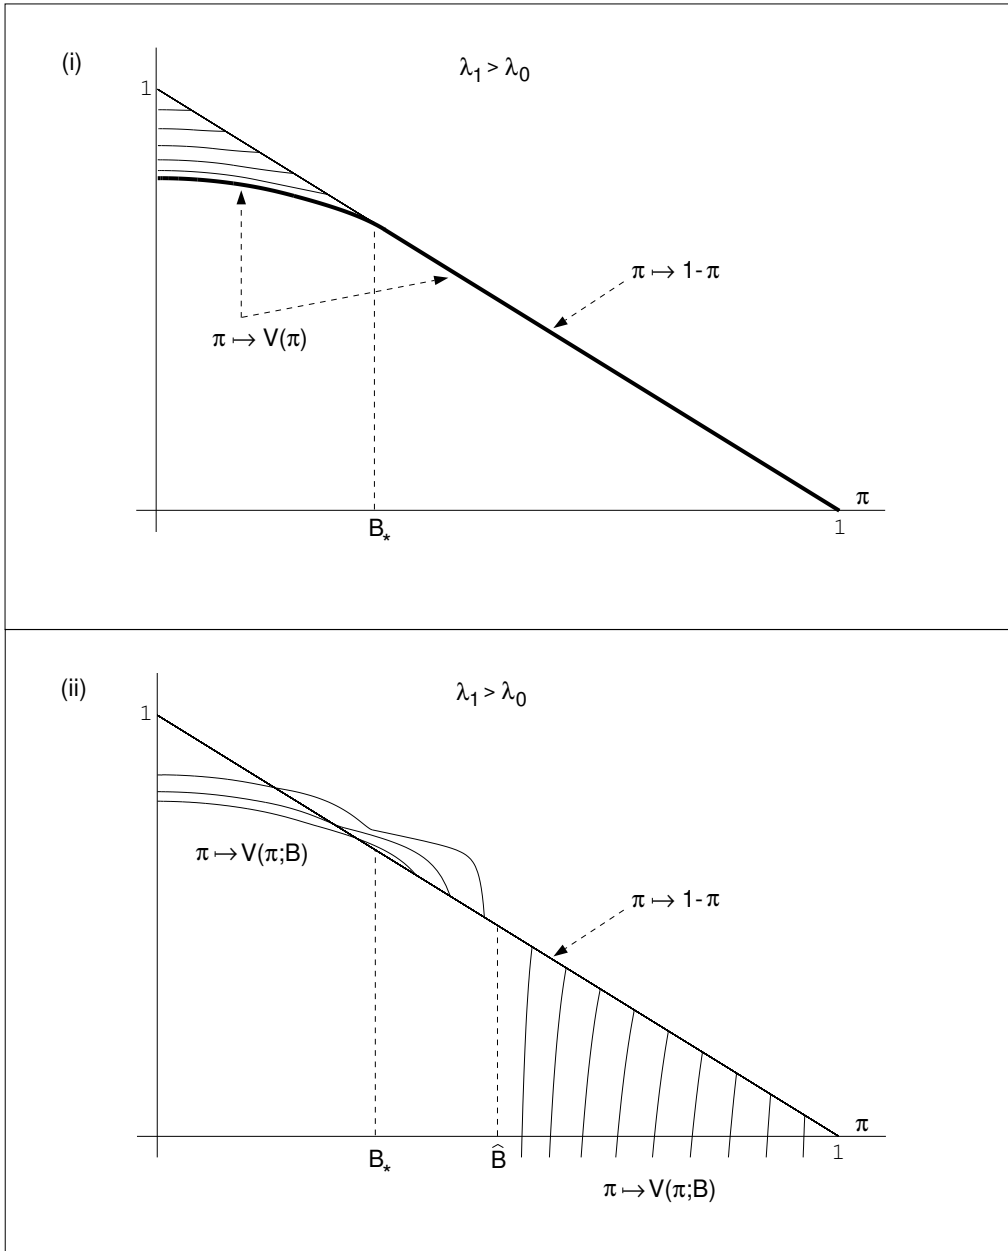 (i)
λ₁ > λ₀
1
π ↦ 1-π
π ↦ V(π)
π
B*
1
(ii)
λ₁ > λ₀
1
π ↦ V(π;B)
π ↦ 1-π
π
B*
B̂
1
π ↦ V(π;B)